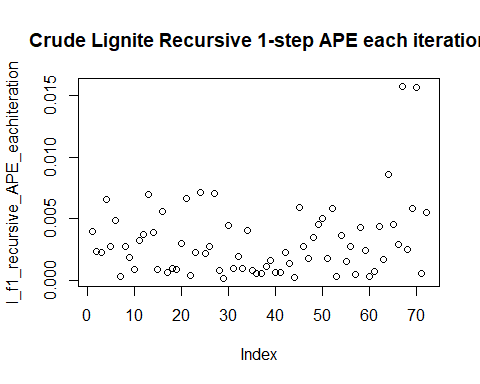 Crude Lignite Recursive 1-step APE each iteration
l_f1_recursive_APE_eachiteration
0.015
0.010
0.005
0.000
0 10 20 30 40 50 60 70
Index